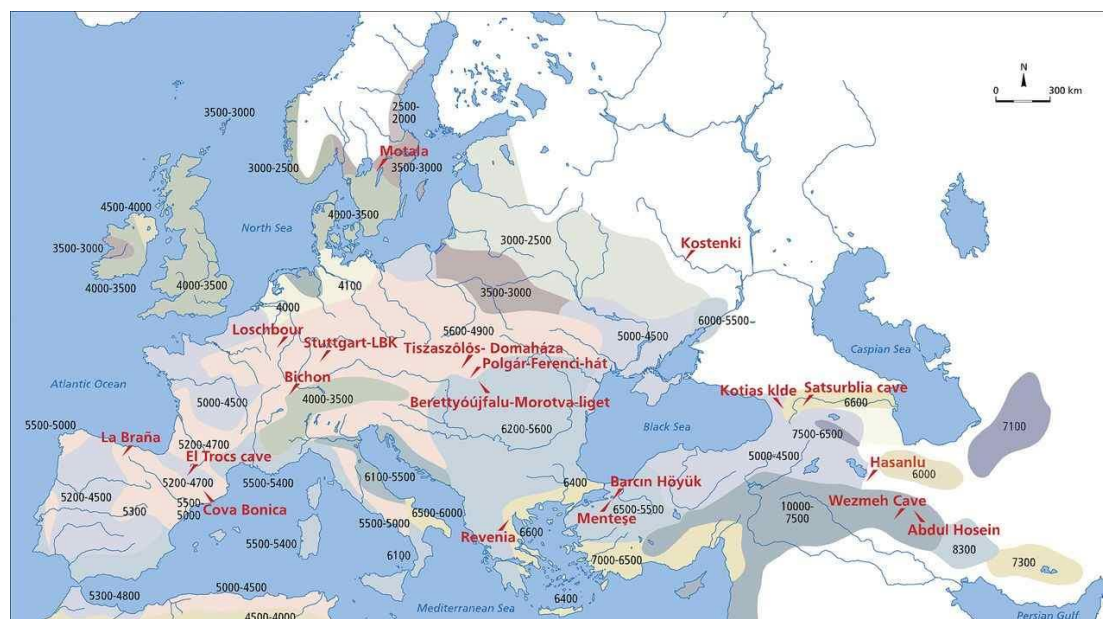 N
0 300 km
3500-3000
2500-
2000
Motala
3500-3000
3000-2500
4500-4000
North Sea
4000-3500
3500-3000
4000-3500
4000-3500
3000-2500
Kostenki
4100
4000
3500-3000
6000-5500
Loschbour
Stuttgart-LBK
5600-4900
5000-4500
Tiszaszôlôs- Domaháza
Polgár-Ferenci-hát
Caspian Sea
Atlantic Ocean
Bichon
4000-3500
Berettyóújfalu-Morotva-liget
Kotias klde
Satsurblia cave
6600
5000-4500
6200-5600
Black Sea
7100
5500-5000
La Braña
5200-4700
7500-6500
El Trocs cave
5000-4500
Hasanlu
6000
5200-4700
5500-5400
6100-5500
6400
Barcın Höyük
5200-4500
5300
5500-
5000
Cova Bonica
6500-6000
6500-5500
Menteşe
10000-
7500
Wezmeh Cave
5500-5000
Revenia
6600
Abdul Hosein
5500-5400
6100
7000-6500
8300
7300
5000-4500
5300-4800
6400
Mediterranean Sea
4500-4000
Persian Gulf